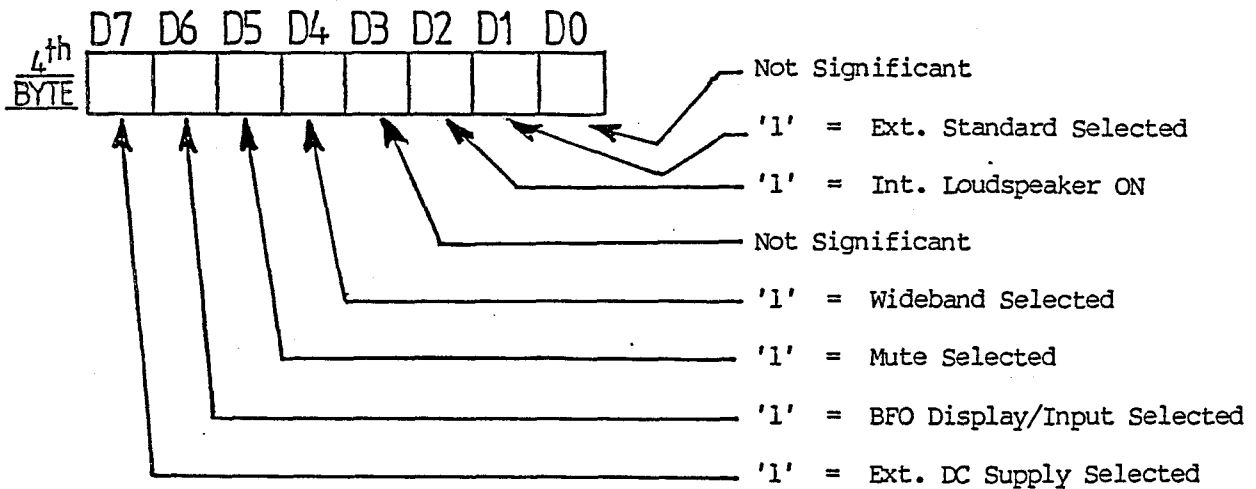 D7 D6 D5 D4 D3 D2 D1 D0
4th
BYTE
Not Significant
'1' = Ext. Standard Selected
'1' = Int. Loudspeaker ON
Not Significant
'1' = Wideband Selected
'1' = Mute Selected
'1' = BFO Display/Input Selected
'1' = Ext. DC Supply Selected